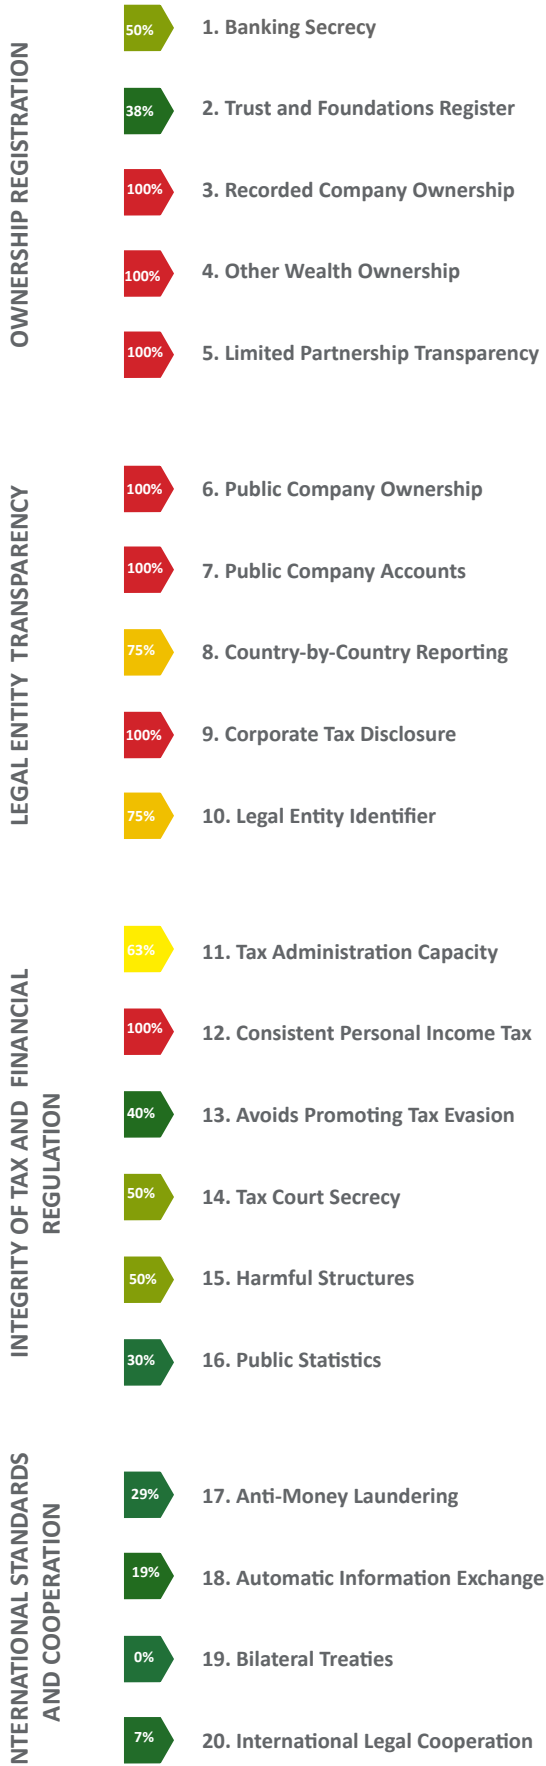 OWNERSHIP REGISTRATION
50% 1. Banking Secrecy
38% 2. Trust and Foundations Register
100% 3. Recorded Company Ownership
100% 4. Other Wealth Ownership
100% 5. Limited Partnership Transparency
LEGAL ENTITY TRANSPARENCY
100% 6. Public Company Ownership
100% 7. Public Company Accounts
75% 8. Country-by-Country Reporting
100% 9. Corporate Tax Disclosure
75% 10. Legal Entity Identifier
INTEGRITY OF TAX AND FINANCIAL
REGULATION
63% 11. Tax Administration Capacity
100% 12. Consistent Personal Income Tax
40% 13. Avoids Promoting Tax Evasion
50% 14. Tax Court Secrecy
50% 15. Harmful Structures
30% 16. Public Statistics
NTERNATIONAL STANDARDS
AND COOPERATION
29% 17. Anti-Money Laundering
19% 18. Automatic Information Exchange
0% 19. Bilateral Treaties
7% 20. International Legal Cooperation